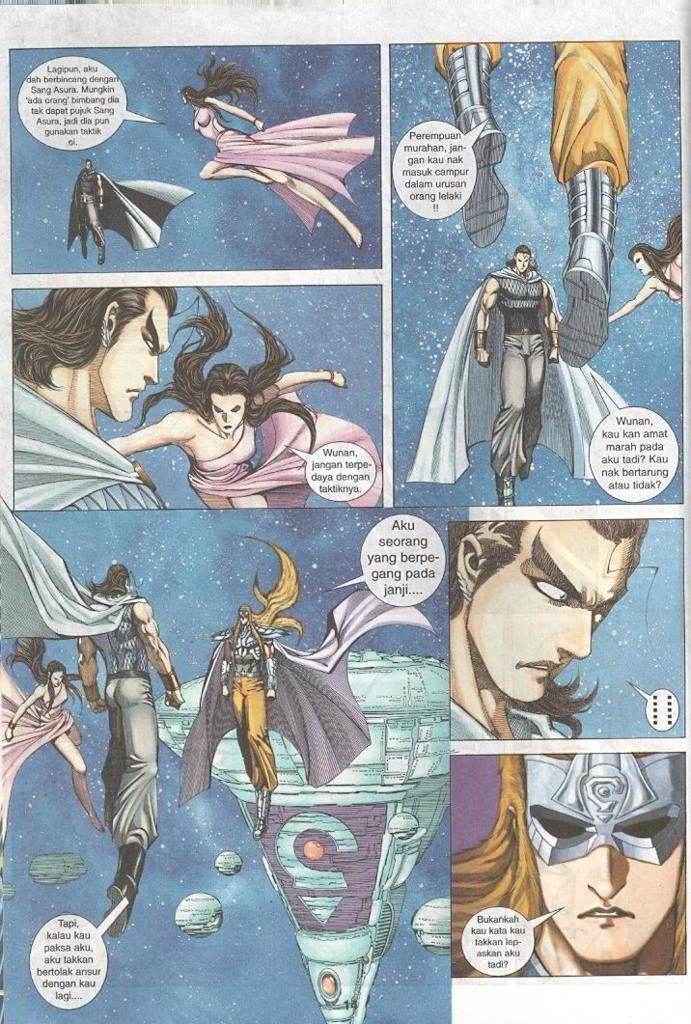 Lagipun, aku
dah berbincang dengan
Sang Asura. Mungkin
'ada orang' bimbang dia
tak dapat pujuk Sang
Asura, jadi dia pun
gunakan taktik
ni.
Perempuan
murahan, jan-
gan kau nak
masuk campur
dalam urusan
orang lelaki
!!
Wunan,
kau kan amat
marah pada
aku tadi? Kau
nak bertarung
atau tidak?
Wunan,
jangan terpe-
daya dengan
taktiknya.
Aku
seorang
yang berpe-
gang pada
janji....
Tapi,
kalau kau
paksa aku,
aku takkan
bertolak ansur
dengan kau
lagi....
Bukankah
kau kata kau
takkan lep-
askan aku
tadi?